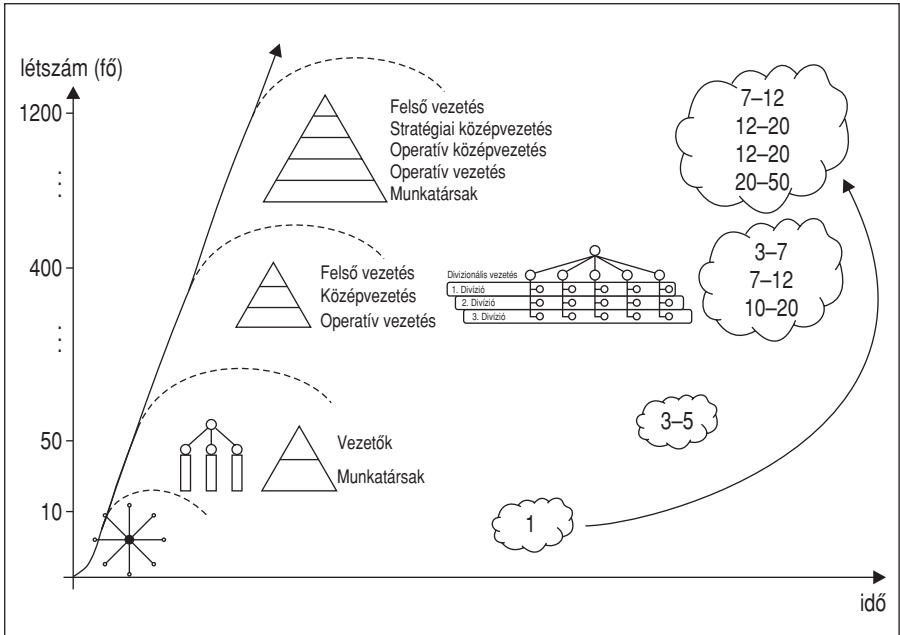 létszám (fő)
1200
Felső vezetés
Stratégiai középvezetés
Operatív középvezetés
Operatív vezetés
Munkatársak
7–12
12–20
12–20
20–50
400
Felső vezetés
Középvezetés
Operatív vezetés
Divizionális vezetés
1. Divízió
2. Divízió
3. Divízió
3–7
7–12
10–20
50
Vezetők
Munkatársak
3–5
10
1
idő